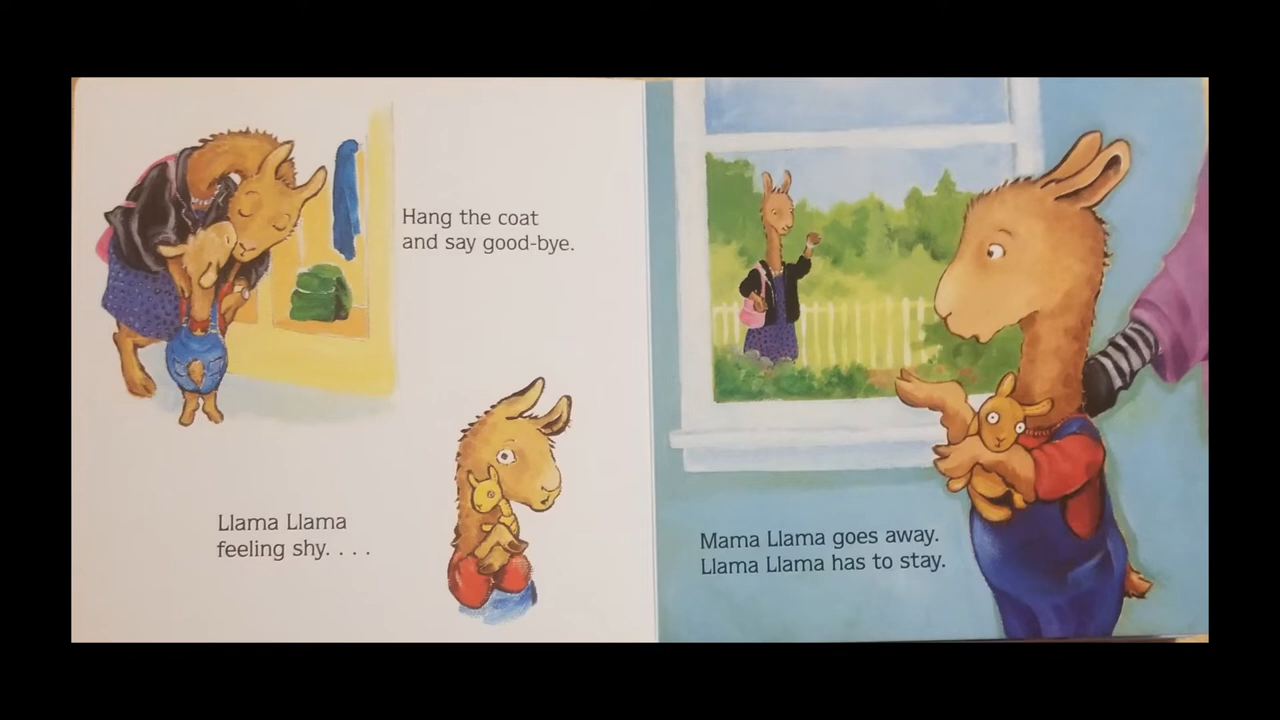 Hang the coat
and say good-bye.
Llama Llama
feeling shy. . . .
Mama Llama goes away.
Llama Llama has to stay.